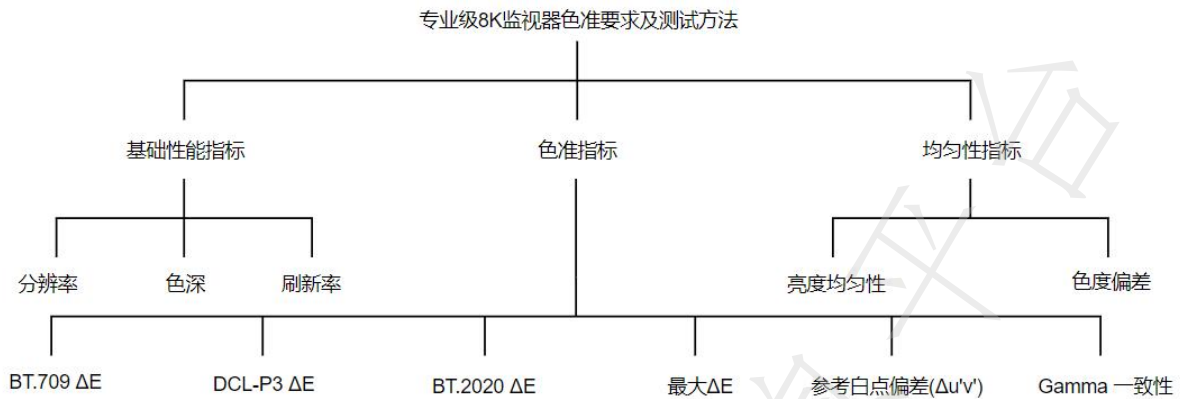 专业级8K监视器色准要求及测试方法
基础性能指标
色准指标
均匀性指标
分辨率
色深
刷新率
亮度均匀性
色度偏差
BT.709 ΔE
DCL-P3 ΔE
BT.2020 ΔE
最大ΔE
参考白点偏差(Δu'v')
Gamma 一致性